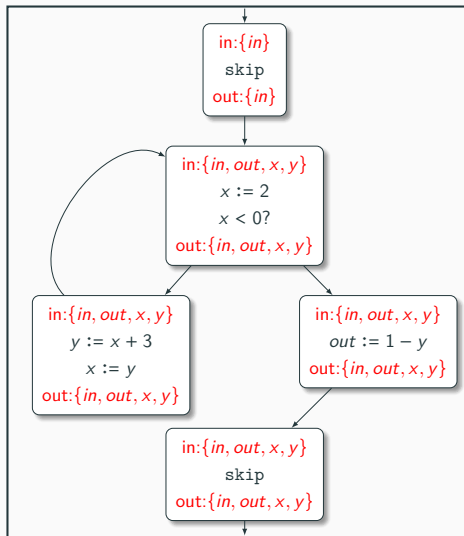 in:{in}
skip
out:{in}
in:{in, out, x, y}
x := 2
x < 0?
out:{in, out, x, y}
in:{in, out, x, y}
y := x + 3
x := y
out:{in, out, x, y}
in:{in, out, x, y}
out := 1 − y
out:{in, out, x, y}
in:{in, out, x, y}
skip
out:{in, out, x, y}